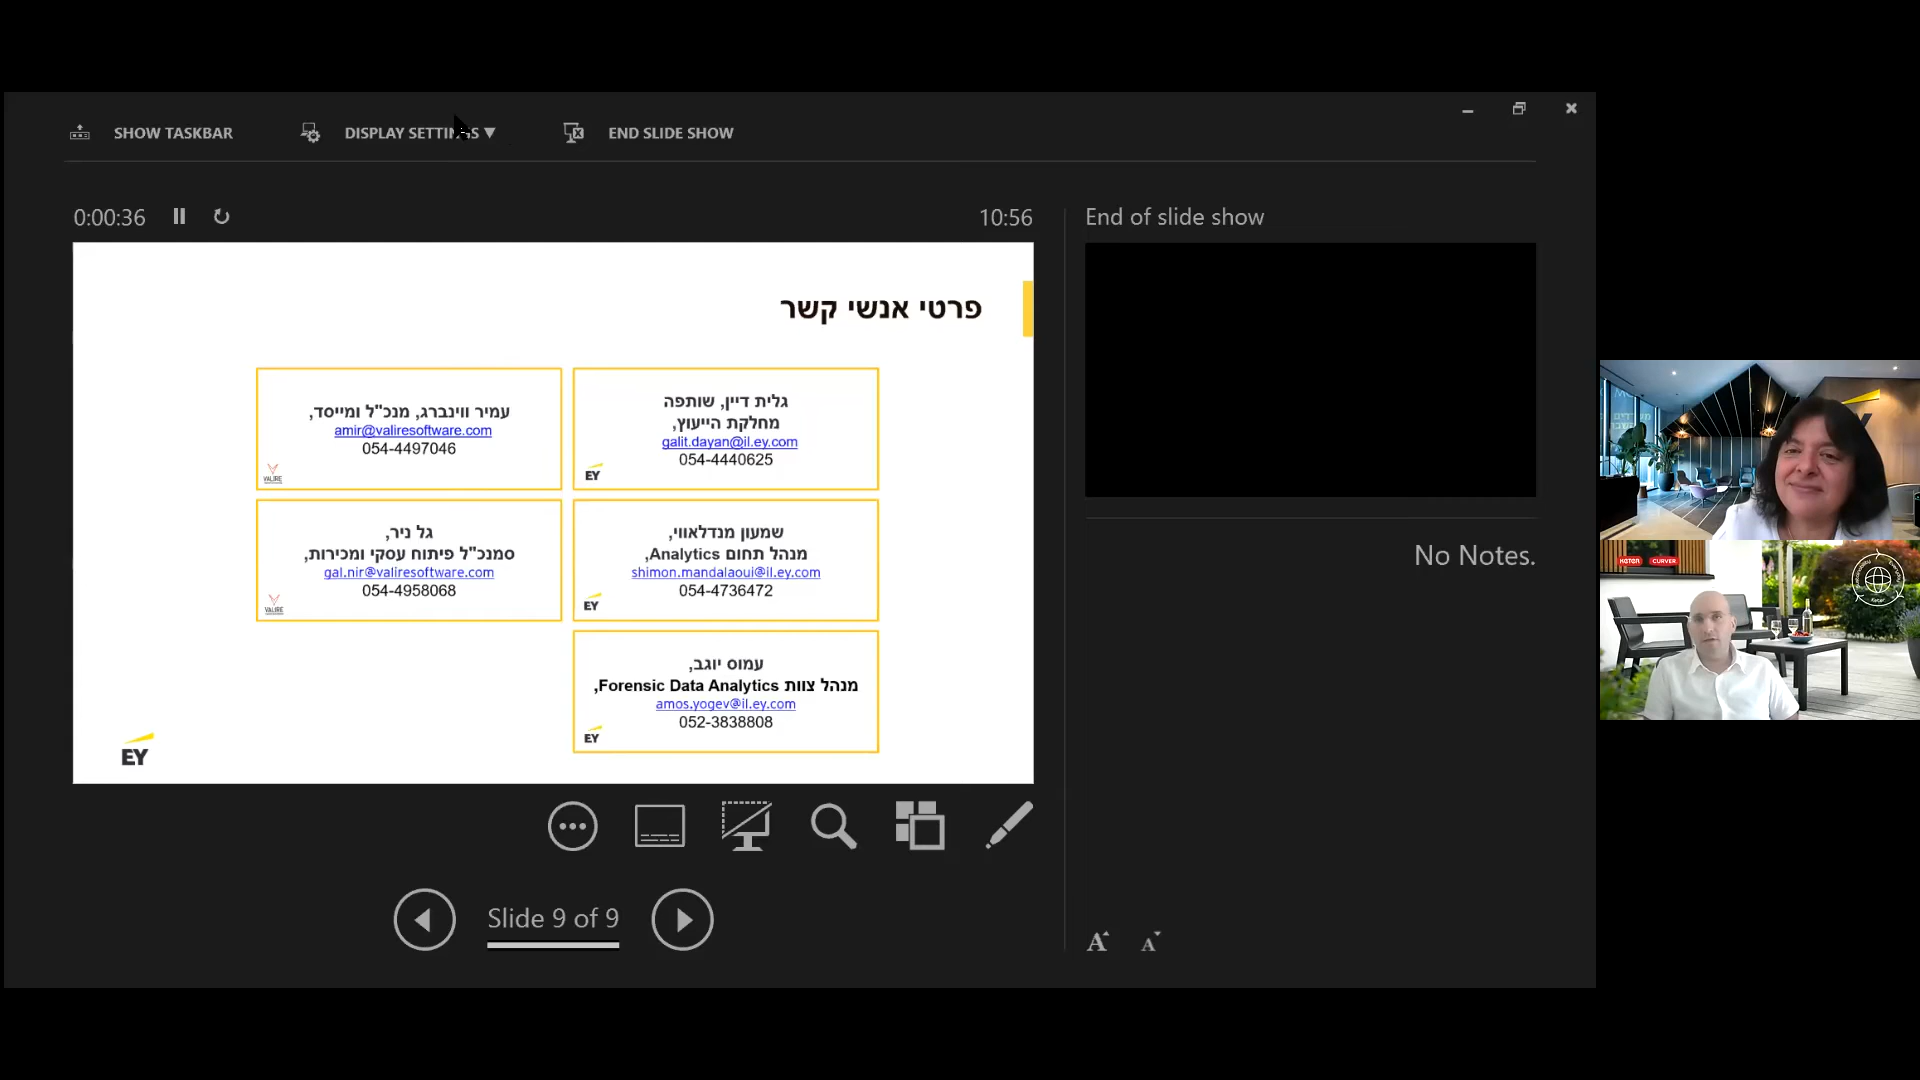 SHOW TASKBAR
DISPLAY SETTINGS ▼
END SLIDE SHOW
0:00:36
10:56
End of slide show
פרטי אנשי קשר
גלית דיין, שותפה
מחלקת הייעוץ,
galit.dayan@il.ey.com
054-4440625
EY
עמיר ווינברג, מנכ"ל ומייסד,
amir@valiresoftware.com
054-4497046
VALIRE
שמעון מנדלאווי,
מנהל תחום Analytics,
shimon.mandalaoui@il.ey.com
054-4736472
EY
גל ניר,
סמנכ"ל פיתוח עסקי ומכירות,
gal.nir@valiresoftware.com
054-4958068
VALIRE
עמוס יוגב,
מנהל צוות Forensic Data Analytics,
amos.yogev@il.ey.com
052-3838808
EY
EY
No Notes.
Slide 9 of 9
A A
KETER CURVER